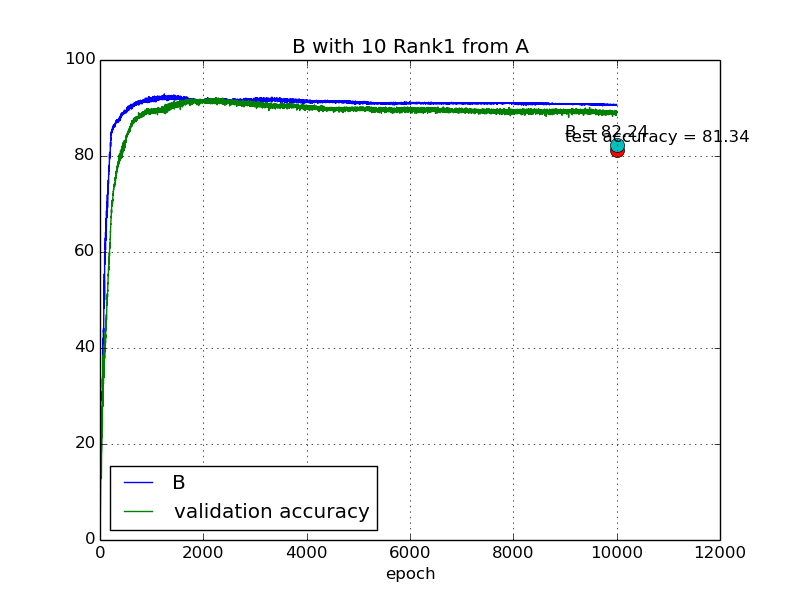 B with 10 Rank1 from A
100
80
60
40
20
0
B = 82.24
test accuracy = 81.34
B
validation accuracy
0 2000 4000 6000 8000 10000 12000
epoch